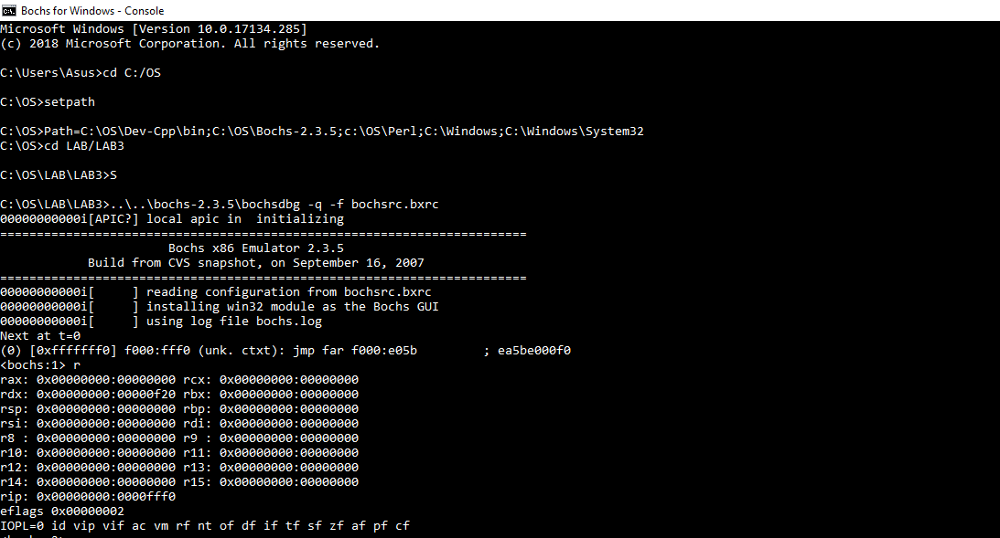 Bochs for Windows - Console
Microsoft Windows [Version 10.0.17134.285]
(c) 2018 Microsoft Corporation. All rights reserved.
C:\Users\Asus>cd C:/OS
C:\OS>setpath
C:\OS>Path=C:\OS\Dev-Cpp\bin;C:\OS\Bochs-2.3.5;c:\OS\Perl;C:\Windows;C:\Windows\System32
C:\OS>cd LAB/LAB3
C:\OS\LAB\LAB3>S
C:\OS\LAB\LAB3>..\..\bochs-2.3.5\bochsdbg -q -f bochsrc.bxrc
00000000000i[APIC?] local apic in  initializing
========================================================================
Bochs x86 Emulator 2.3.5
Build from CVS snapshot, on September 16, 2007
========================================================================
00000000000i[     ] reading configuration from bochsrc.bxrc
00000000000i[     ] installing win32 module as the Bochs GUI
00000000000i[     ] using log file bochs.log
Next at t=0
(0) [0xfffffff0] f000:fff0 (unk. ctxt): jmp far f000:e05b         ; ea5be000f0
<bochs:1> r
rax: 0x00000000:00000000 rcx: 0x00000000:00000000
rdx: 0x00000000:00000f20 rbx: 0x00000000:00000000
rsp: 0x00000000:00000000 rbp: 0x00000000:00000000
rsi: 0x00000000:00000000 rdi: 0x00000000:00000000
r8 : 0x00000000:00000000 r9 : 0x00000000:00000000
r10: 0x00000000:00000000 r11: 0x00000000:00000000
r12: 0x00000000:00000000 r13: 0x00000000:00000000
r14: 0x00000000:00000000 r15: 0x00000000:00000000
rip: 0x00000000:0000fff0
eflags 0x00000002
IOPL=0 id vip vif ac vm rf nt of df if tf sf zf af pf cf